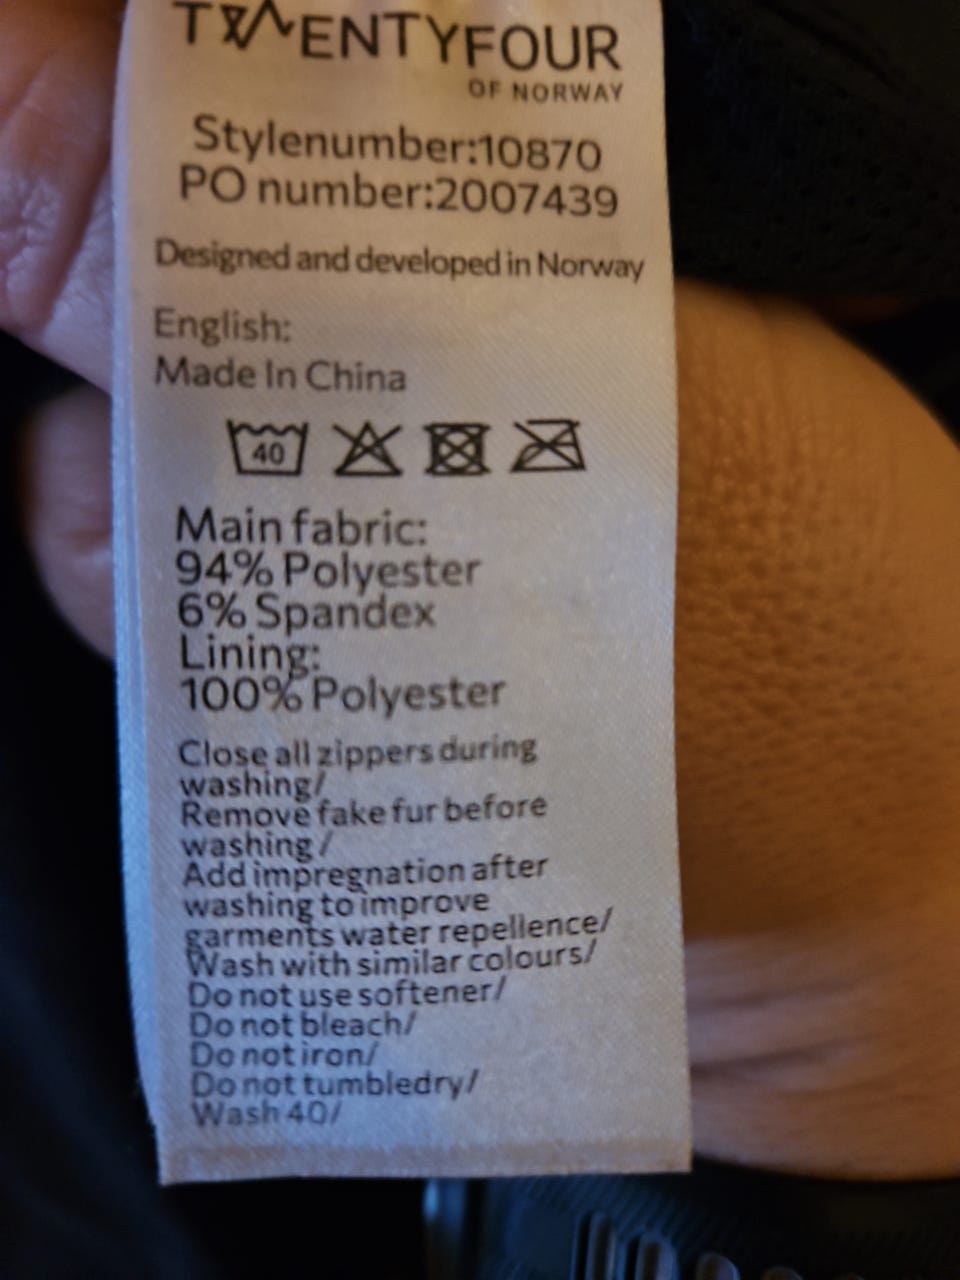 TWENTYFOUR
OF NORWAY
Stylenumber:10870
PO number:2007439
Designed and developed in Norway
English:
Made In China
40
Main fabric:
94% Polyester
6% Spandex
Lining:
100% Polyester
Close all zippers during
washing/
Remove fake fur before
washing/
Add impregnation after
washing to improve
garments water repellence/
Wash with similar colours/
Do not use softener/
Do not bleach/
Do not iron/
Do not tumbledry/
Wash 40/